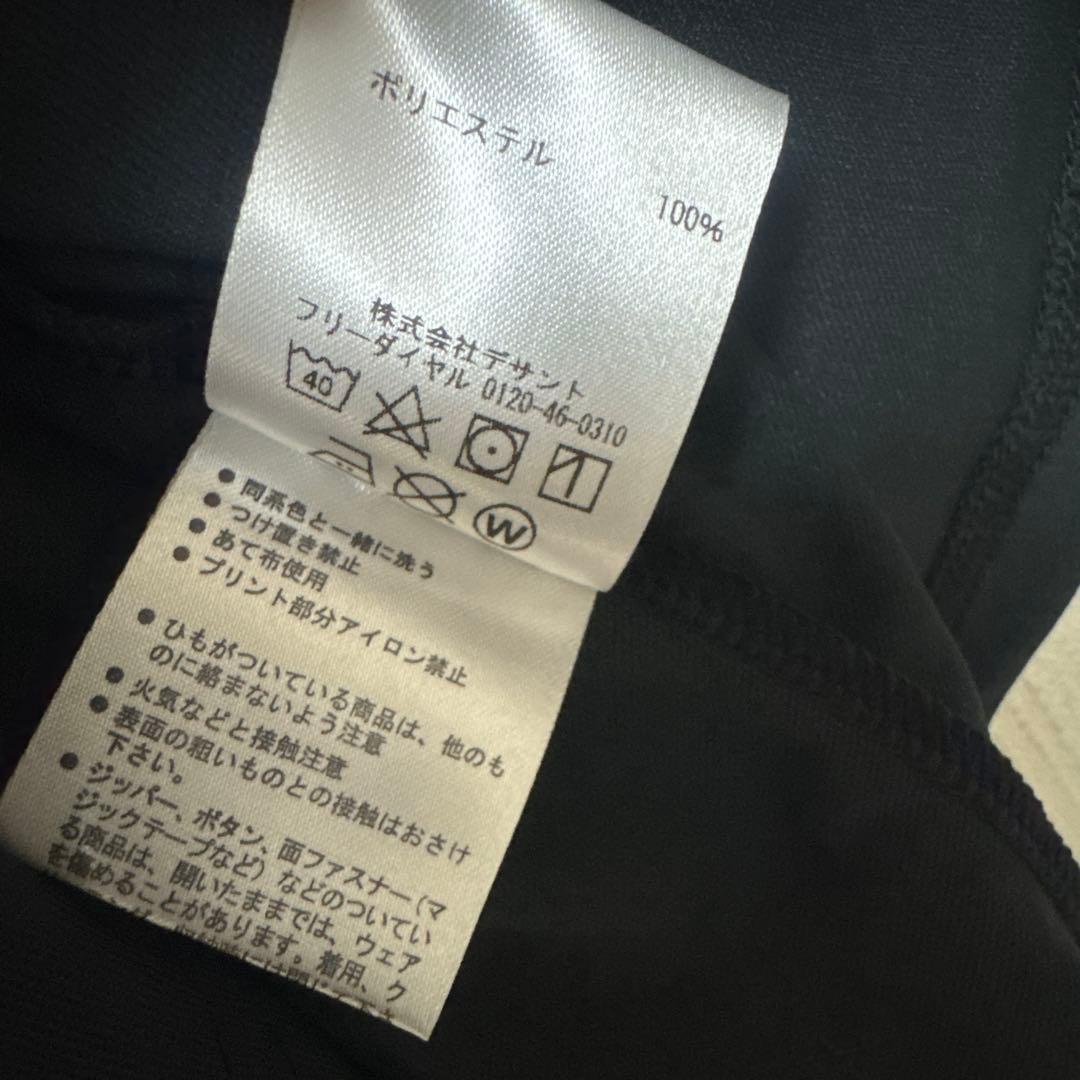 ポリエステル
100%
株式会社デサント
フリーダイヤル 0120-46-0310
40
W
● 同系色と一緒に洗う
● つけ置き禁止
● あて布使用
● プリント部分アイロン禁止
● ひもがついている商品は、他のも
のに絡まないよう注意
● 火気などと接触注意
● 表面の粗いものとの接触はおさけ
下さい。
● ジッパー、ボタン、面ファスナー(マ
ジックテープなど)などのついてい
る商品は、開いたままでは、ウェア
を傷めることがあります。着用、ク